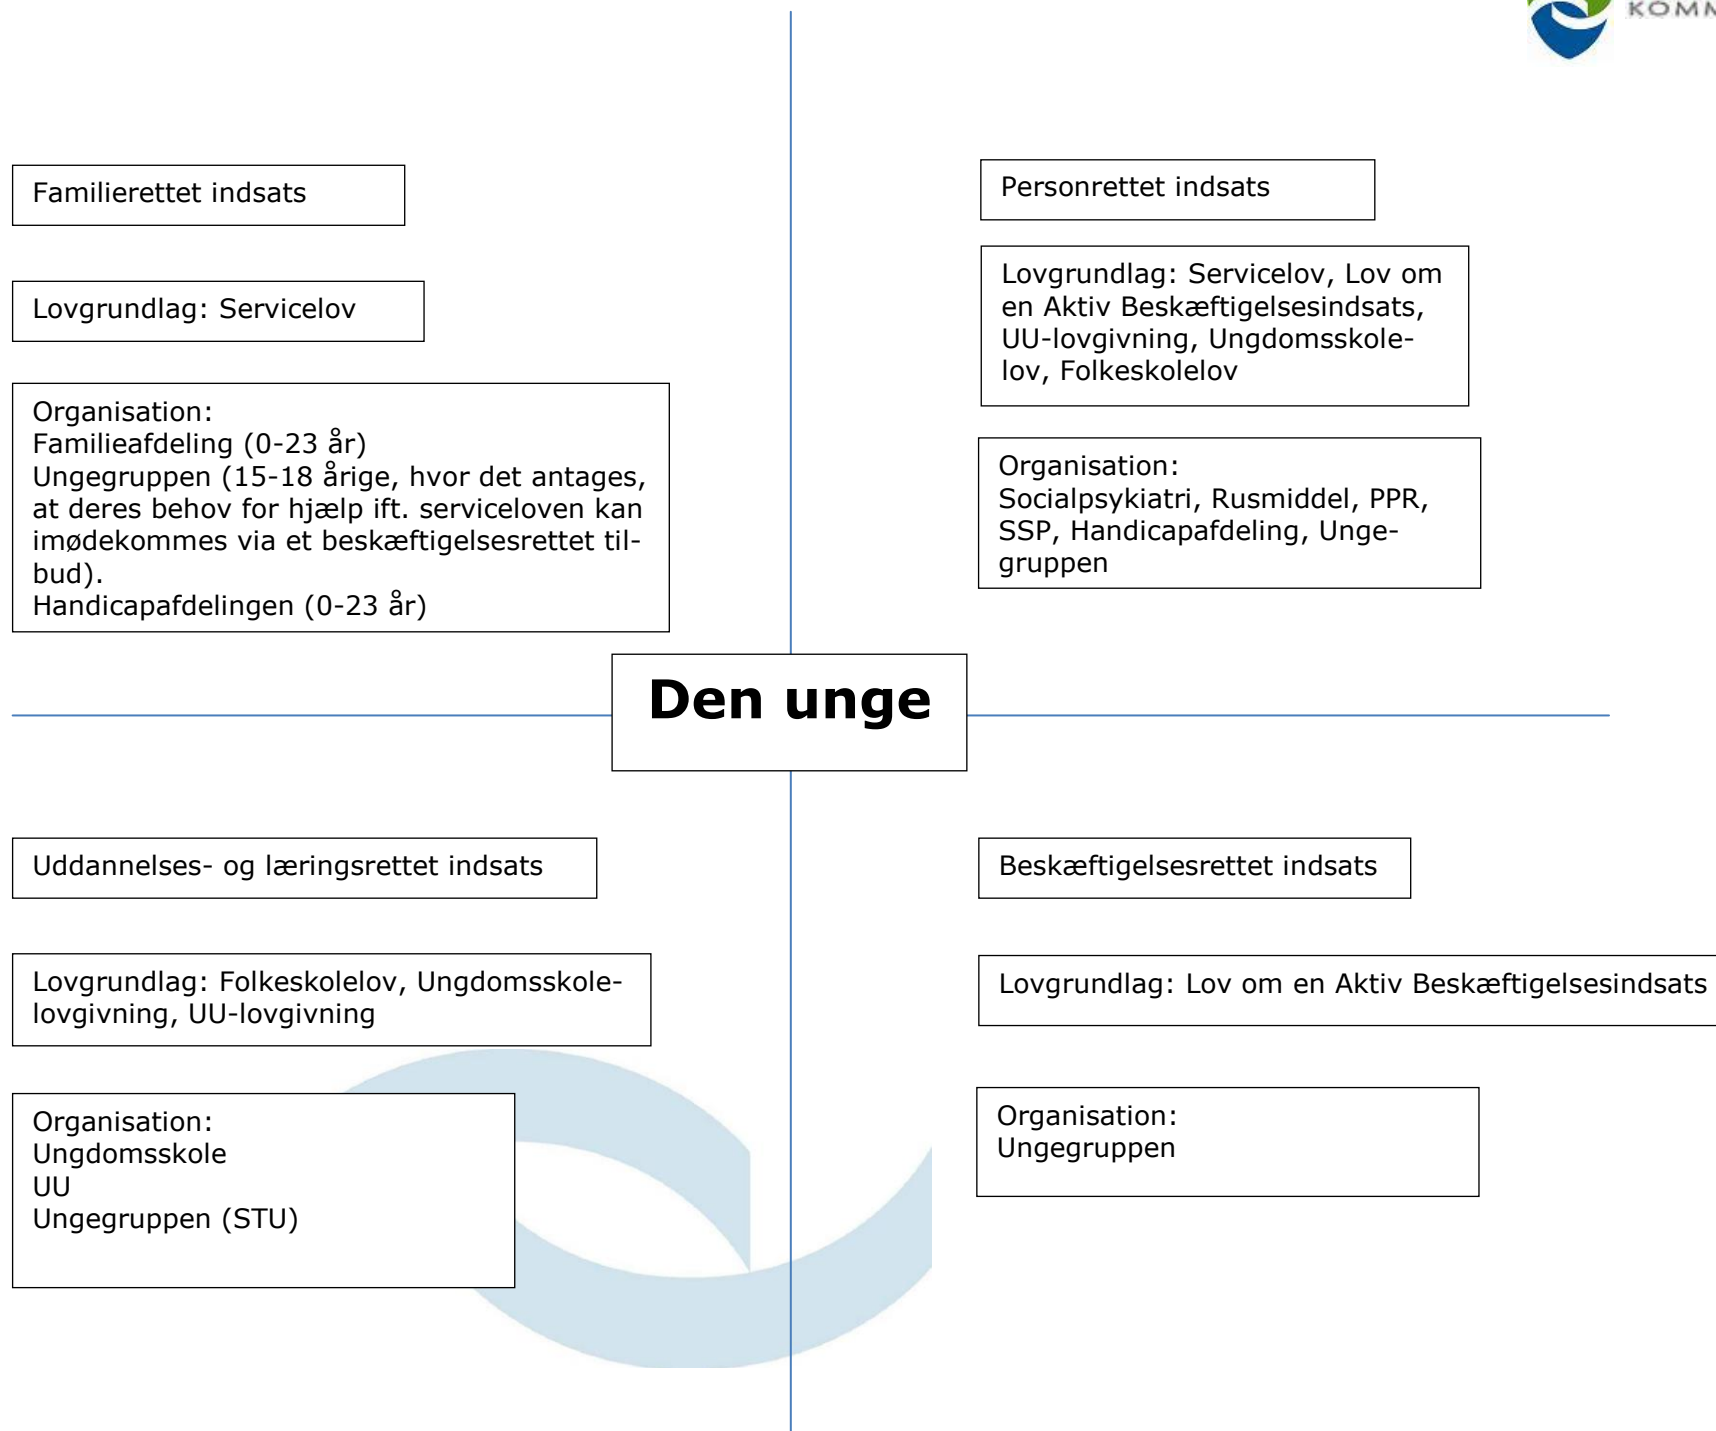 Familierettet indsats
Lovgrundlag: Servicelov
Organisation:
Familieafdeling (0-23 år)
Ungegruppen (15-18 årige, hvor det antages,
at deres behov for hjælp ift. serviceloven kan
imødekommes via et beskæftigelsesrettet til-
bud).
Handicapafdelingen (0-23 år)
Personrettet indsats
Lovgrundlag: Servicelov, Lov om
en Aktiv Beskæftigelsesindsats,
UU-lovgivning, Ungdomsskole-
lov, Folkeskolelov
Organisation:
Socialpsykiatri, Rusmiddel, PPR,
SSP, Handicapafdeling, Unge-
gruppen
Den unge
Uddannelses- og læringsrettet indsats
Lovgrundlag: Folkeskolelov, Ungdomsskole-
lovgivning, UU-lovgivning
Organisation:
Ungdomsskole
UU
Ungegruppen (STU)
Beskæftigelsesrettet indsats
Lovgrundlag: Lov om en Aktiv Beskæftigelsesindsats
Organisation:
Ungegruppen